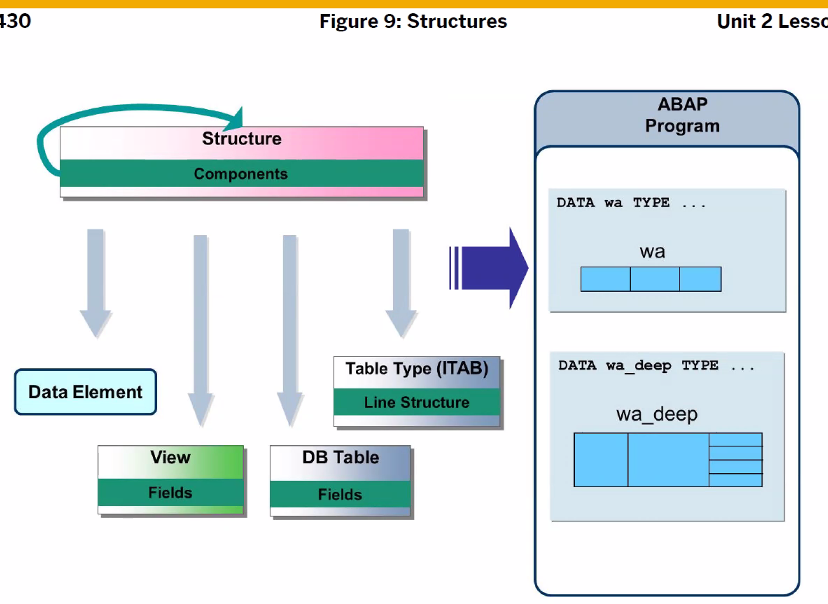 430
Figure 9: Structures
Unit 2 Lesso
Structure
Components
Data Element
View
Fields
DB Table
Fields
Table Type (ITAB)
Line Structure
ABAP
Program
DATA wa TYPE ...
wa
DATA wa_deep TYPE ...
wa_deep